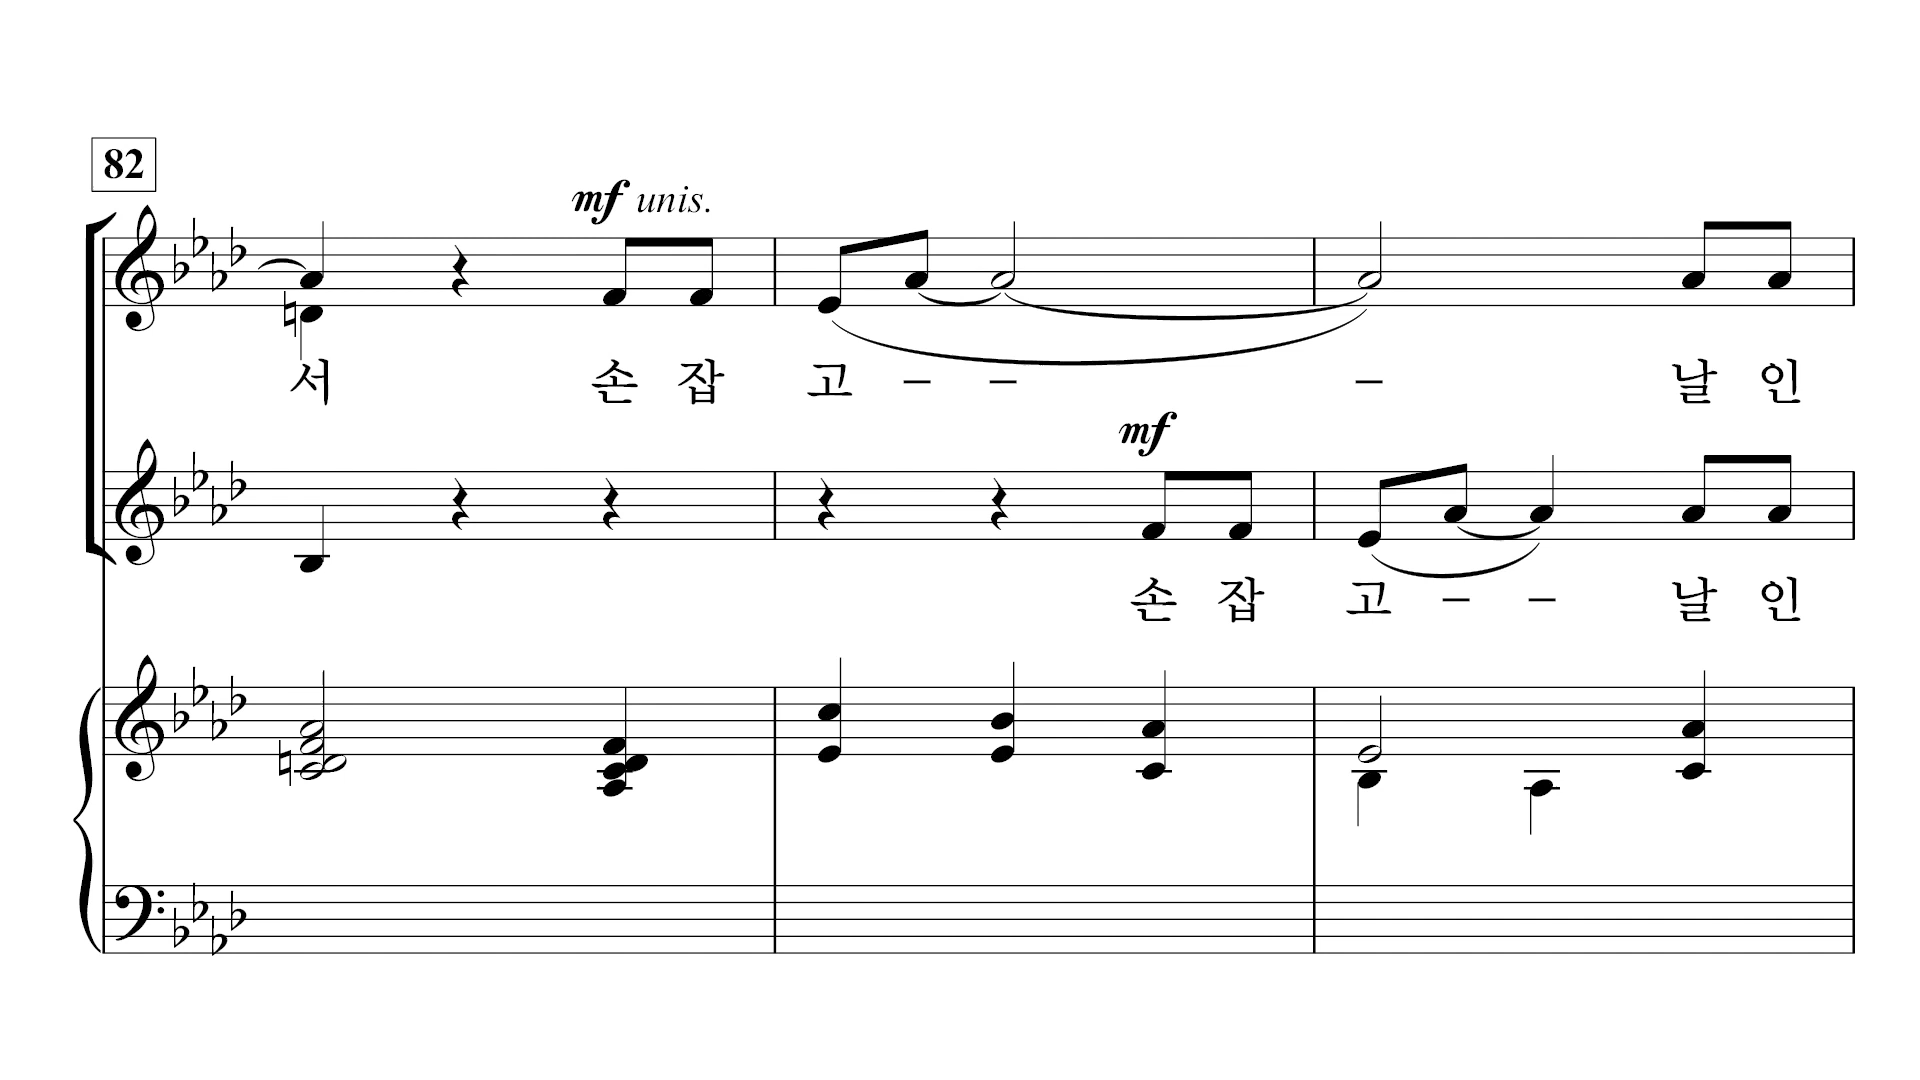 82
mf unis.
서 손 잡 고 – – – 날 인
mf
손 잡 고 – – 날 인